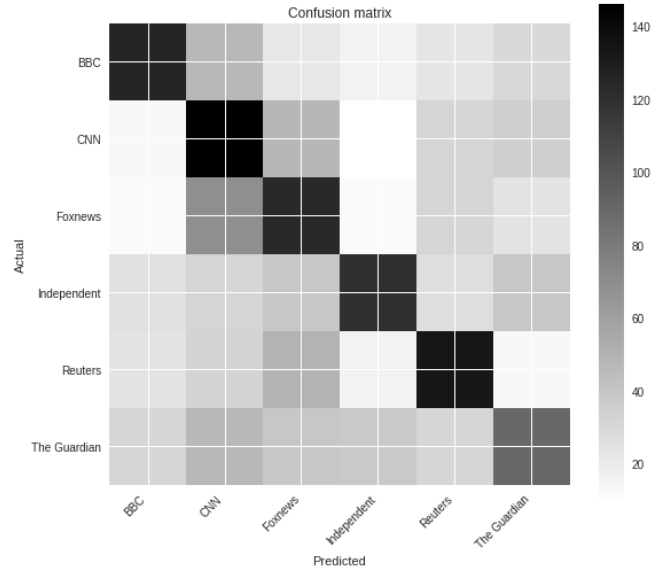 Confusion matrix
140
BBC
120
CNN
100
Foxnews
Actual
80
Independent
60
Reuters
40
The Guardian
20
BBC
CNN
Foxnews
Independent
Reuters
The Guardian
Predicted